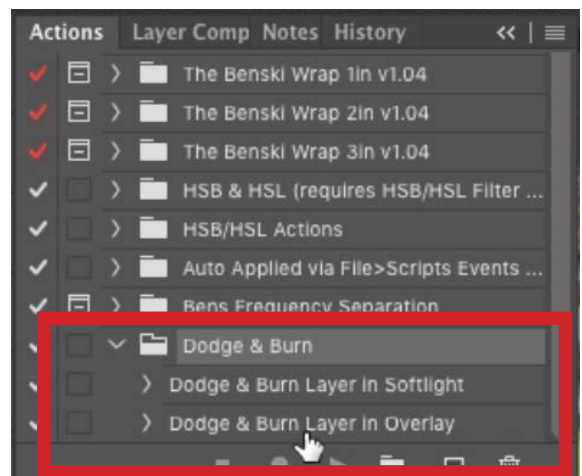 Actions Layer Comp Notes History
The Benski Wrap 1in v1.04
The Benski Wrap 2in v1.04
The Benski Wrap 3in v1.04
HSB & HSL (requires HSB/HSL Filter ...
HSB/HSL Actions
Auto Applied via File>Scripts Events ...
Bens Frequency Separation
Dodge & Burn
Dodge & Burn Layer in Softlight
Dodge & Burn Layer in Overlay